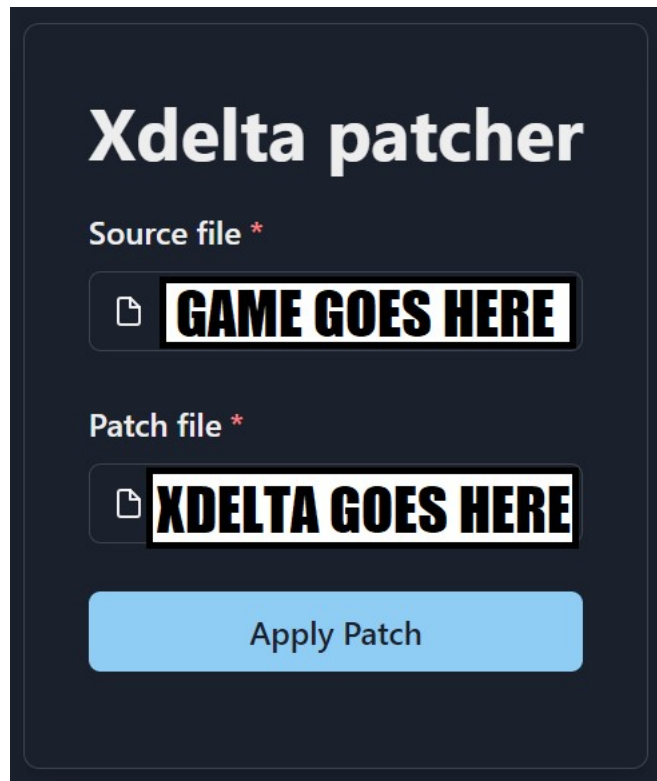 Xdelta patcher
Source file *
GAME GOES HERE
Patch file *
XDELTA GOES HERE
Apply Patch